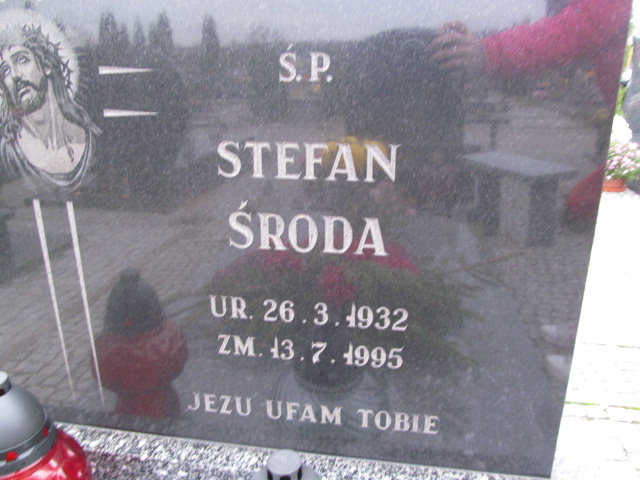 Ś.P.
STEFAN
ŚRODA
UR. 26.3.1932
ZM. 13.7.1995
JEZU UFAM TOBIE